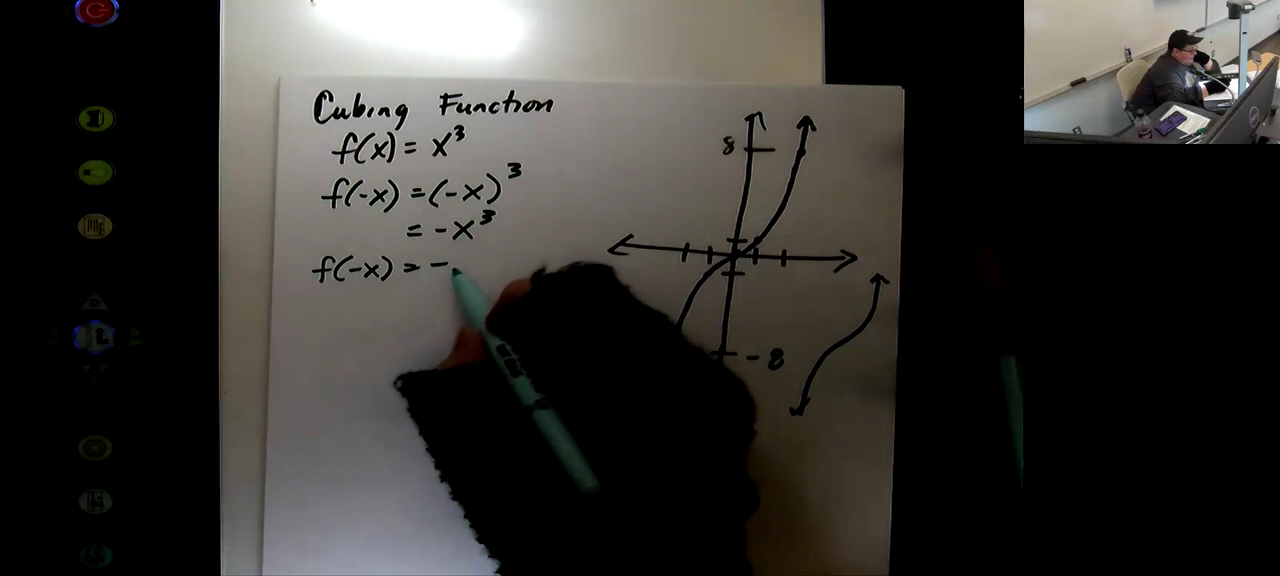 Cubing Function
f(x) = x³
f(-x) = (-x)³
= -x³
f(-x) = -
8
-8